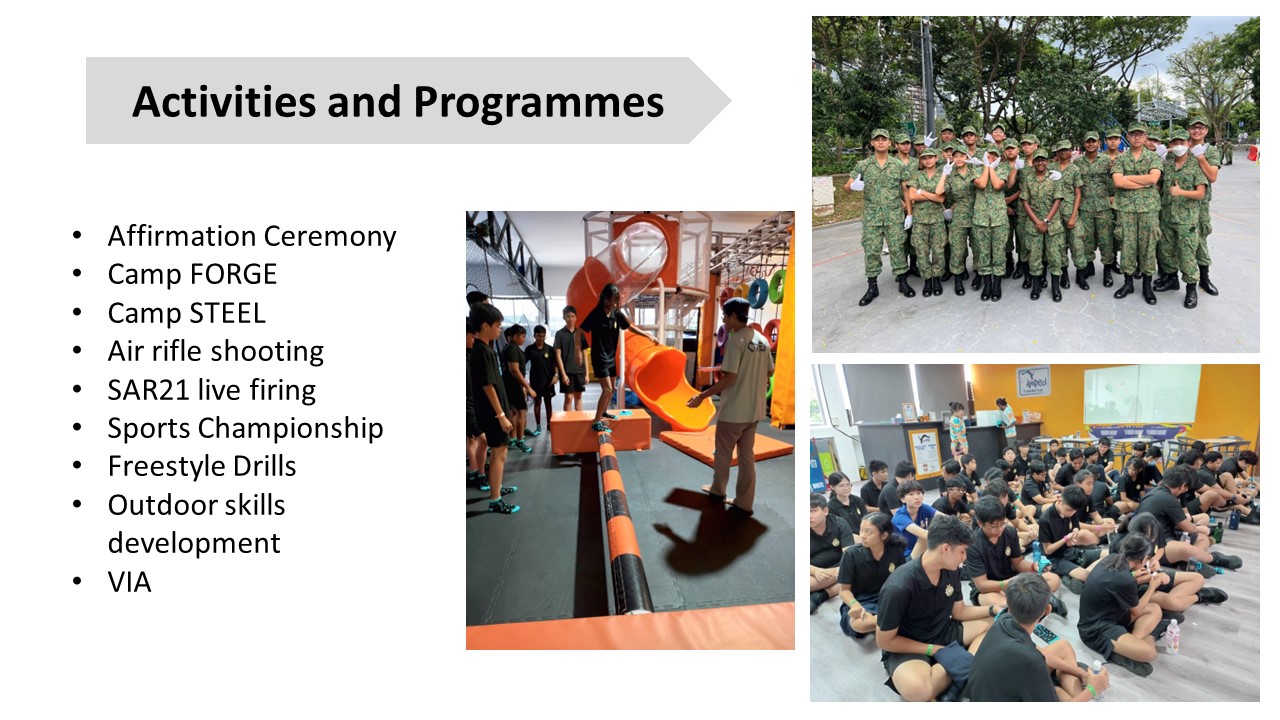 Activities and Programmes
• Affirmation Ceremony
• Camp FORGE
• Camp STEEL
• Air rifle shooting
• SAR21 live firing
• Sports Championship
• Freestyle Drills
• Outdoor skills
development
• VIA